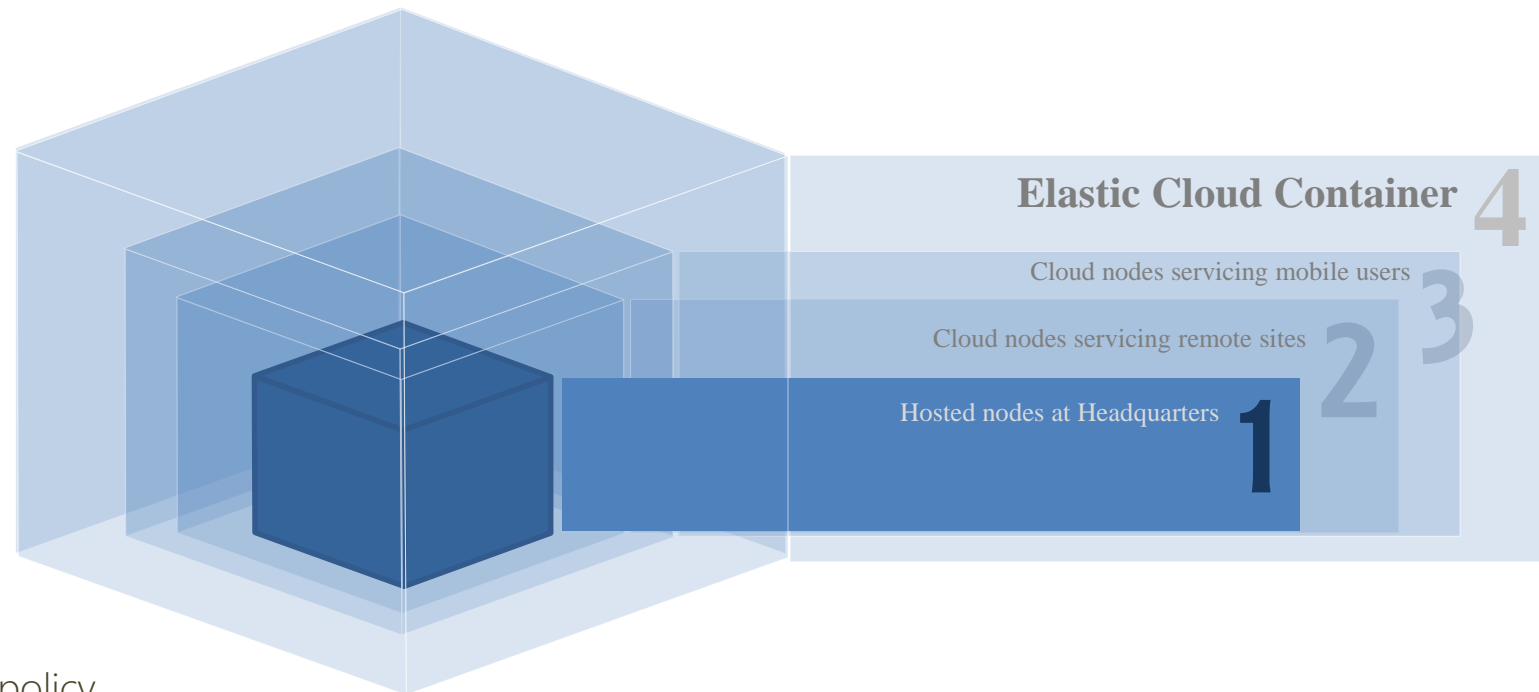 Elastic Cloud Container 4
Cloud nodes servicing mobile users 3
Cloud nodes servicing remote sites 2
Hosted nodes at Headquarters 1
policy